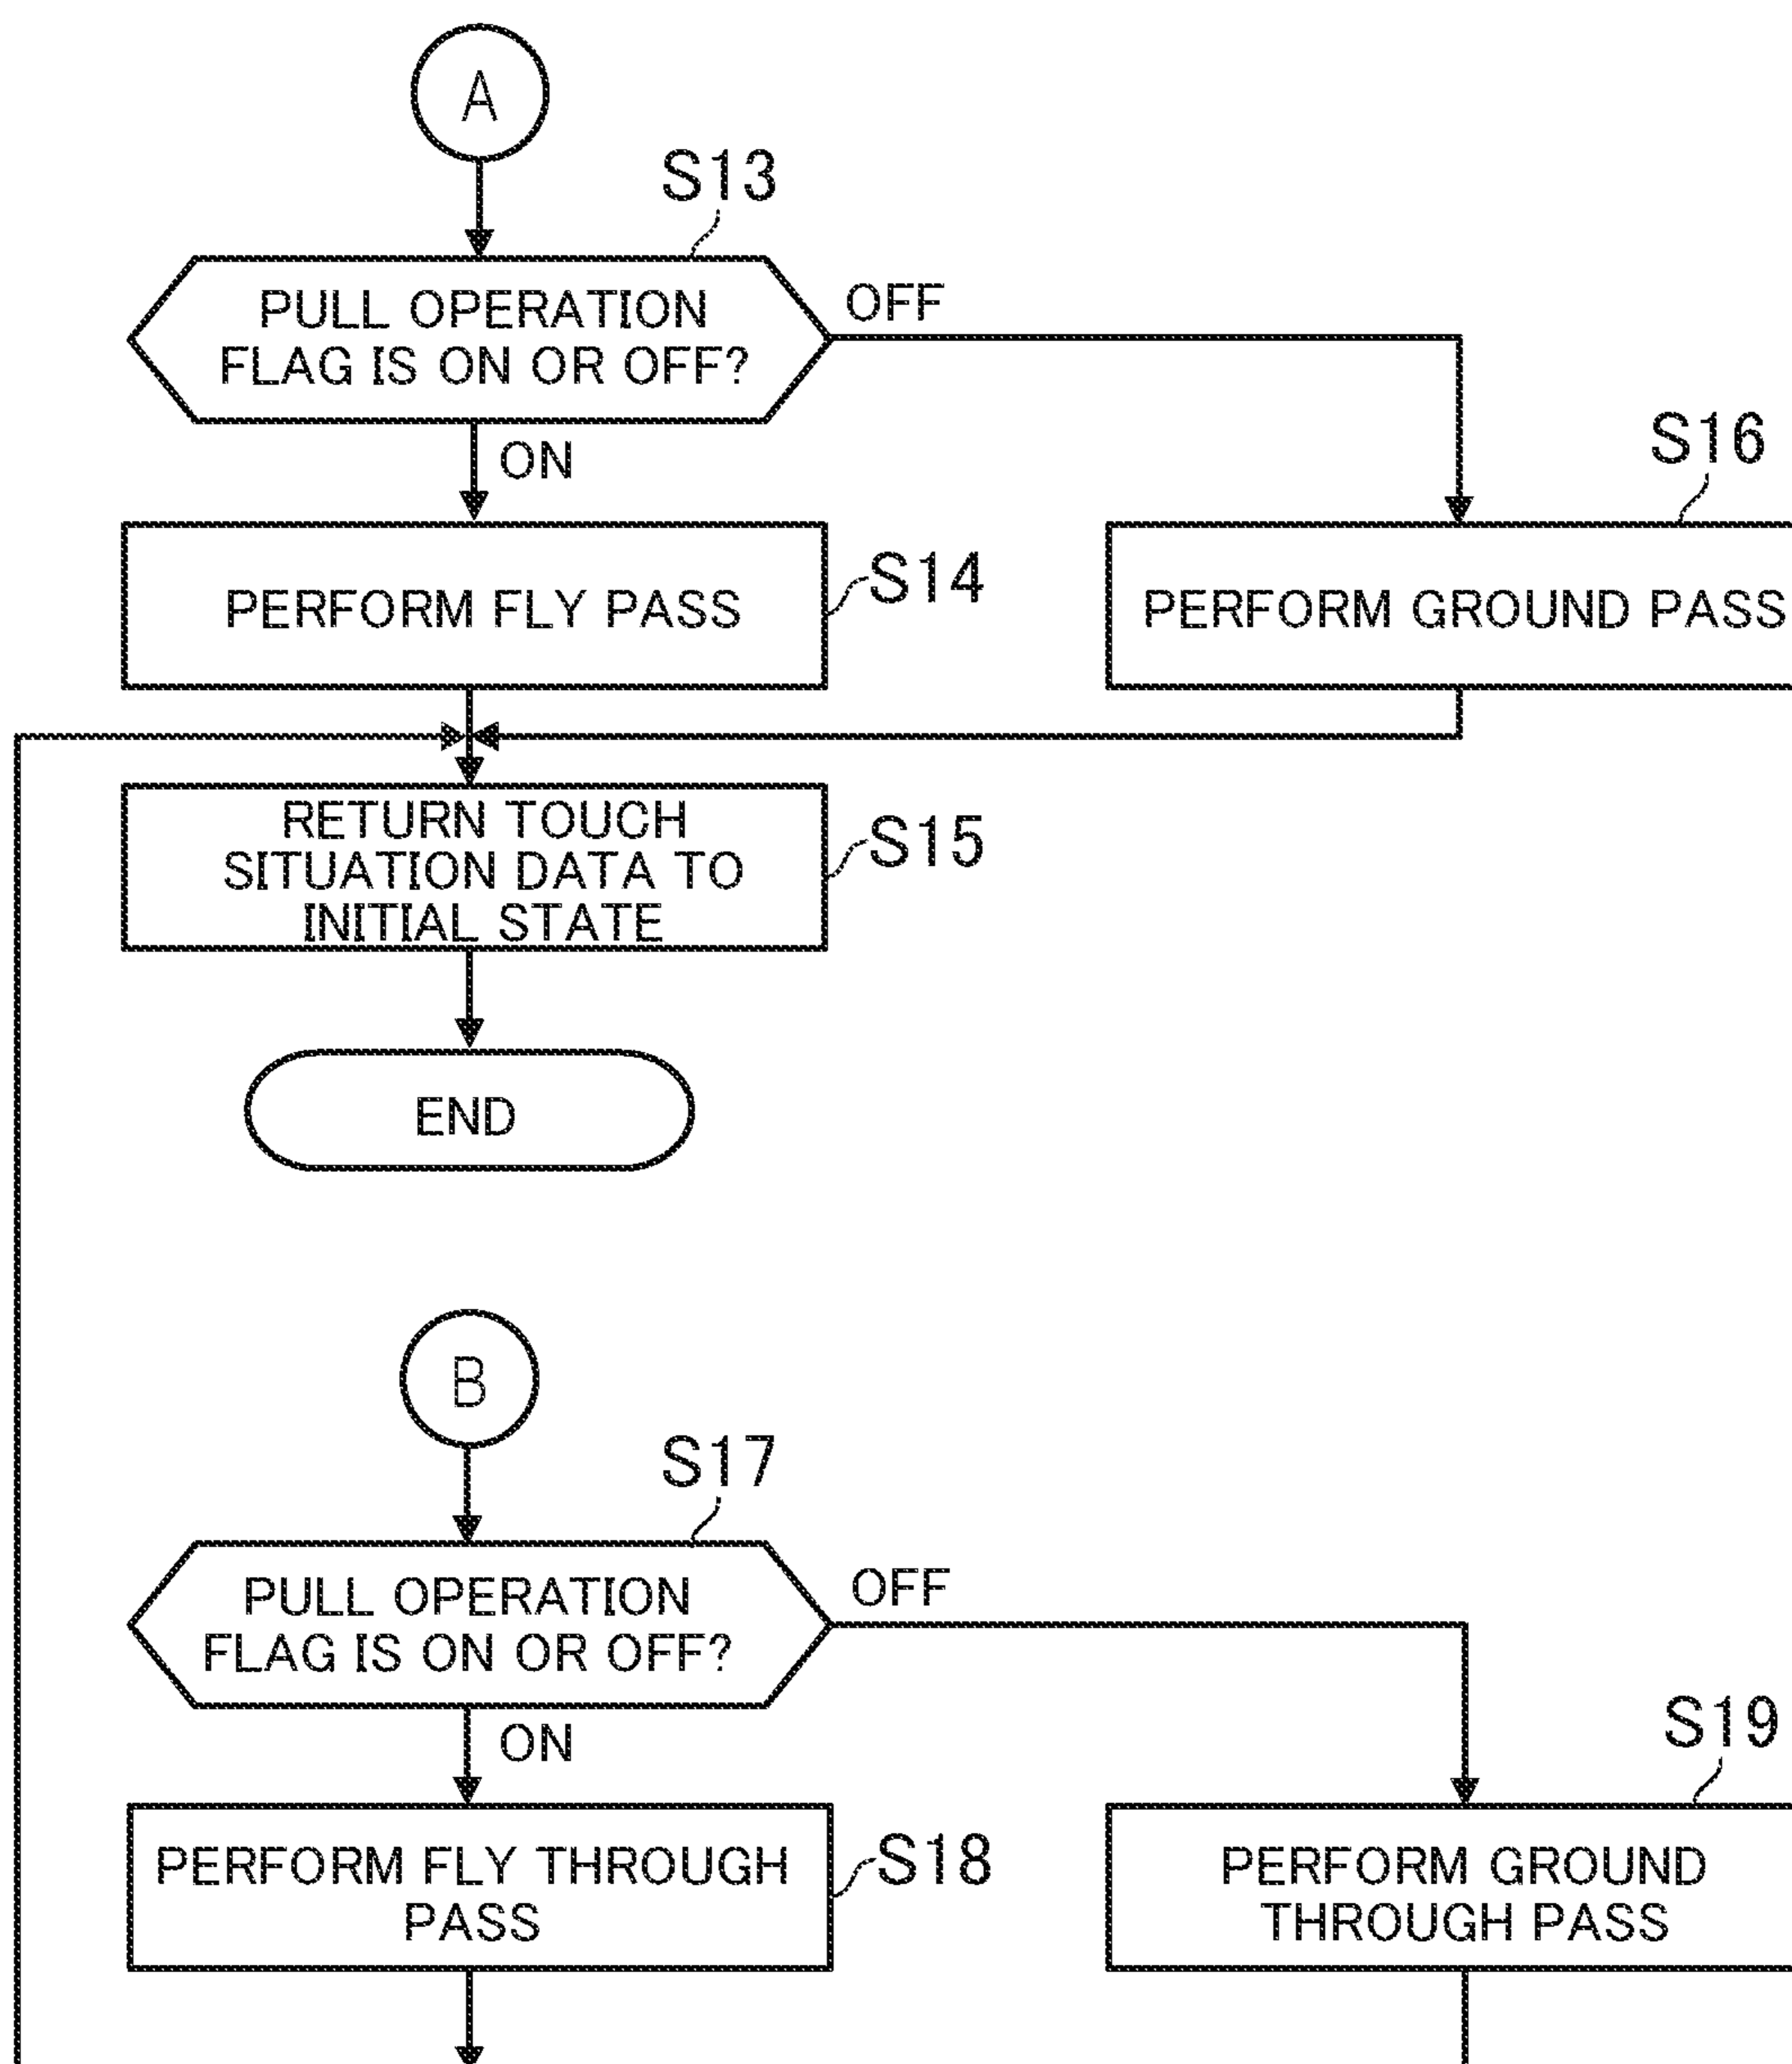 A
S13
PULL OPERATION
FLAG IS ON OR OFF?
OFF
ON
S16
PERFORM FLY PASS
S14
PERFORM GROUND PASS
RETURN TOUCH
SITUATION DATA TO
INITIAL STATE
S15
END
B
S17
PULL OPERATION
FLAG IS ON OR OFF?
OFF
ON
S19
PERFORM FLY THROUGH
PASS
S18
PERFORM GROUND
THROUGH PASS